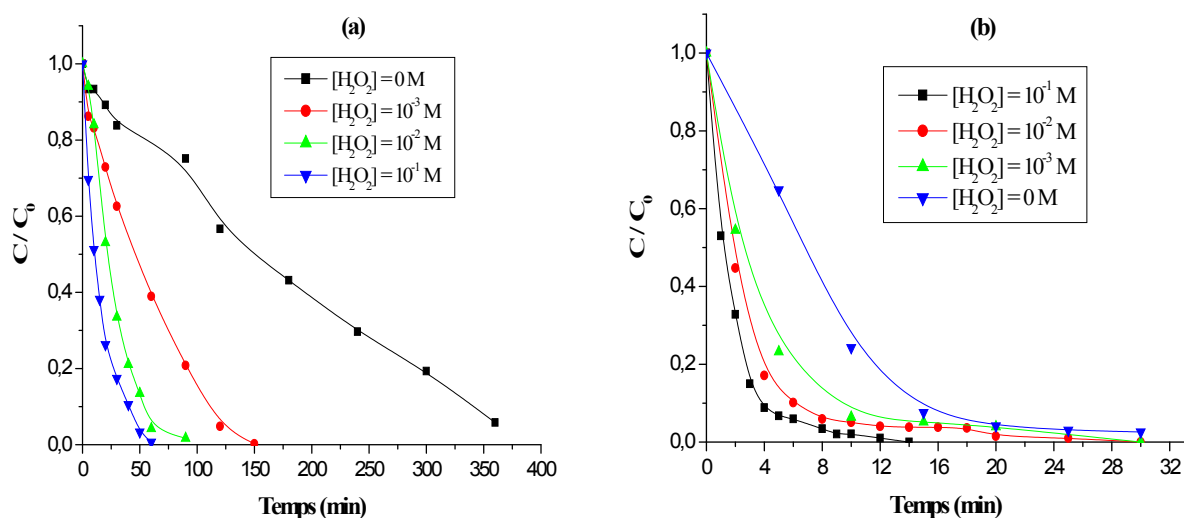 (a)
[H₂O₂] = 0 M
[H₂O₂] = 10⁻³ M
[H₂O₂] = 10⁻² M
[H₂O₂] = 10⁻¹ M
C / C₀
1,0
0,8
0,6
0,4
0,2
0,0
0 50 100 150 200 250 300 350 400
Temps (min)
(b)
[H₂O₂] = 10⁻¹ M
[H₂O₂] = 10⁻² M
[H₂O₂] = 10⁻³ M
[H₂O₂] = 0 M
C / C₀
1,0
0,8
0,6
0,4
0,2
0,0
0 4 8 12 16 20 24 28 32
Temps (min)